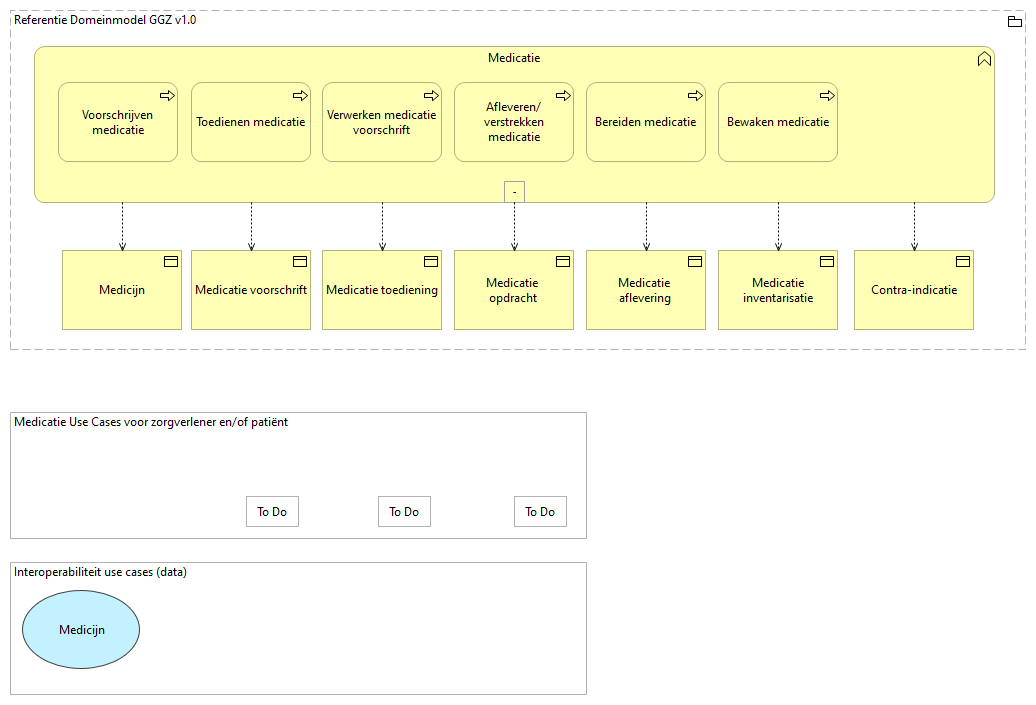 Referentie Domeinmodel GGZ v1.0
Medicatie
Voorschrijven
medicatie
Toedienen medicatie
Verwerken medicatie
voorschrift
Afleveren/
verstrekken
medicatie
Bereiden medicatie
Bewaken medicatie
-
Medicijn
Medicatie voorschrift
Medicatie toediening
Medicatie
opdracht
Medicatie
aflevering
Medicatie
inventarisatie
Contra-indicatie
Medicatie Use Cases voor zorgverlener en/of patiënt
To Do
To Do
To Do
Interoperabiliteit use cases (data)
Medicijn